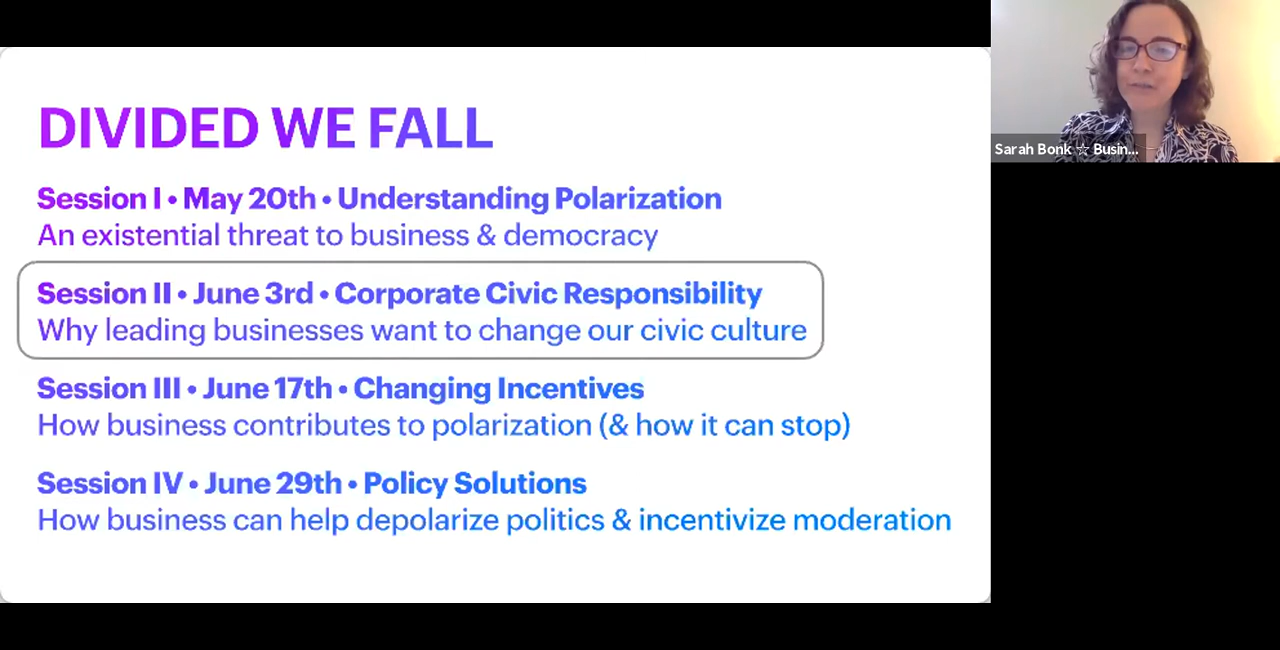 DIVIDED WE FALL
Session I • May 20th • Understanding Polarization
An existential threat to business & democracy
Session II • June 3rd • Corporate Civic Responsibility
Why leading businesses want to change our civic culture
Session III • June 17th • Changing Incentives
How business contributes to polarization (& how it can stop)
Session IV • June 29th • Policy Solutions
How business can help depolarize politics & incentivize moderation
Sarah Bonk ☆ Busin...